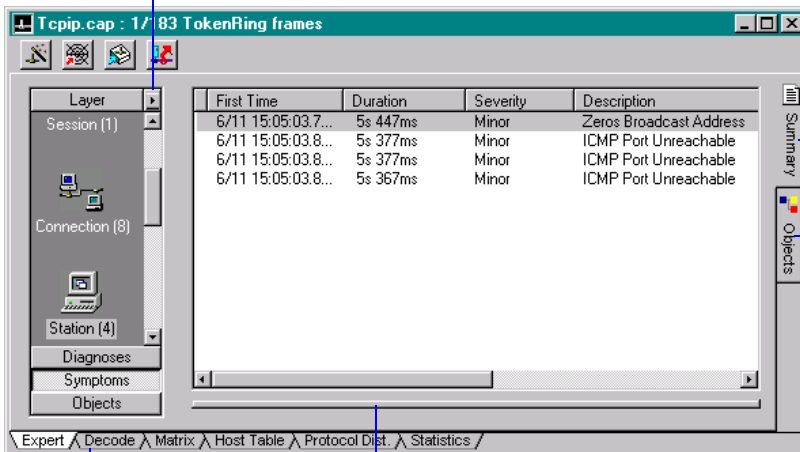 Tcpip.cap : 1/183 TokenRing frames
Layer
Session (1)
Connection (8)
Station (4)
Diagnoses
Symptoms
Objects
First Time Duration Severity Description
6/11 15:05:03.7... 5s 447ms Minor Zeros Broadcast Address
6/11 15:05:03.8... 5s 377ms Minor ICMP Port Unreachable
6/11 15:05:03.8... 5s 377ms Minor ICMP Port Unreachable
6/11 15:05:03.8... 5s 367ms Minor ICMP Port Unreachable
Summary
Objects
Expert Decode Matrix Host Table Protocol Dist. Statistics